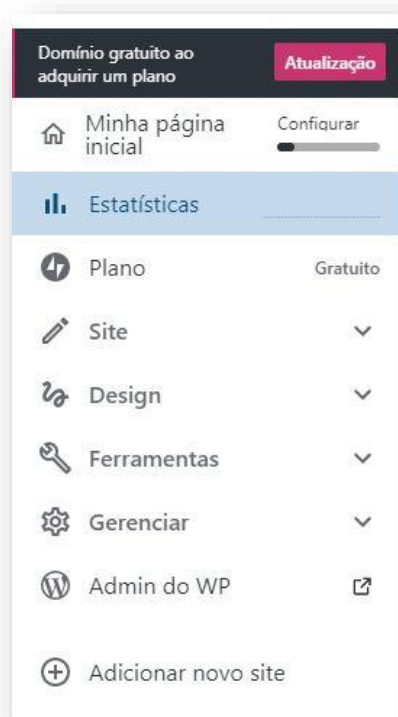 Domínio gratuito ao
adquirir um plano
Atualização
Minha página
inicial
Configurar
Estatísticas
Plano
Gratuito
Site
Design
Ferramentas
Gerenciar
Admin do WP
Adicionar novo site